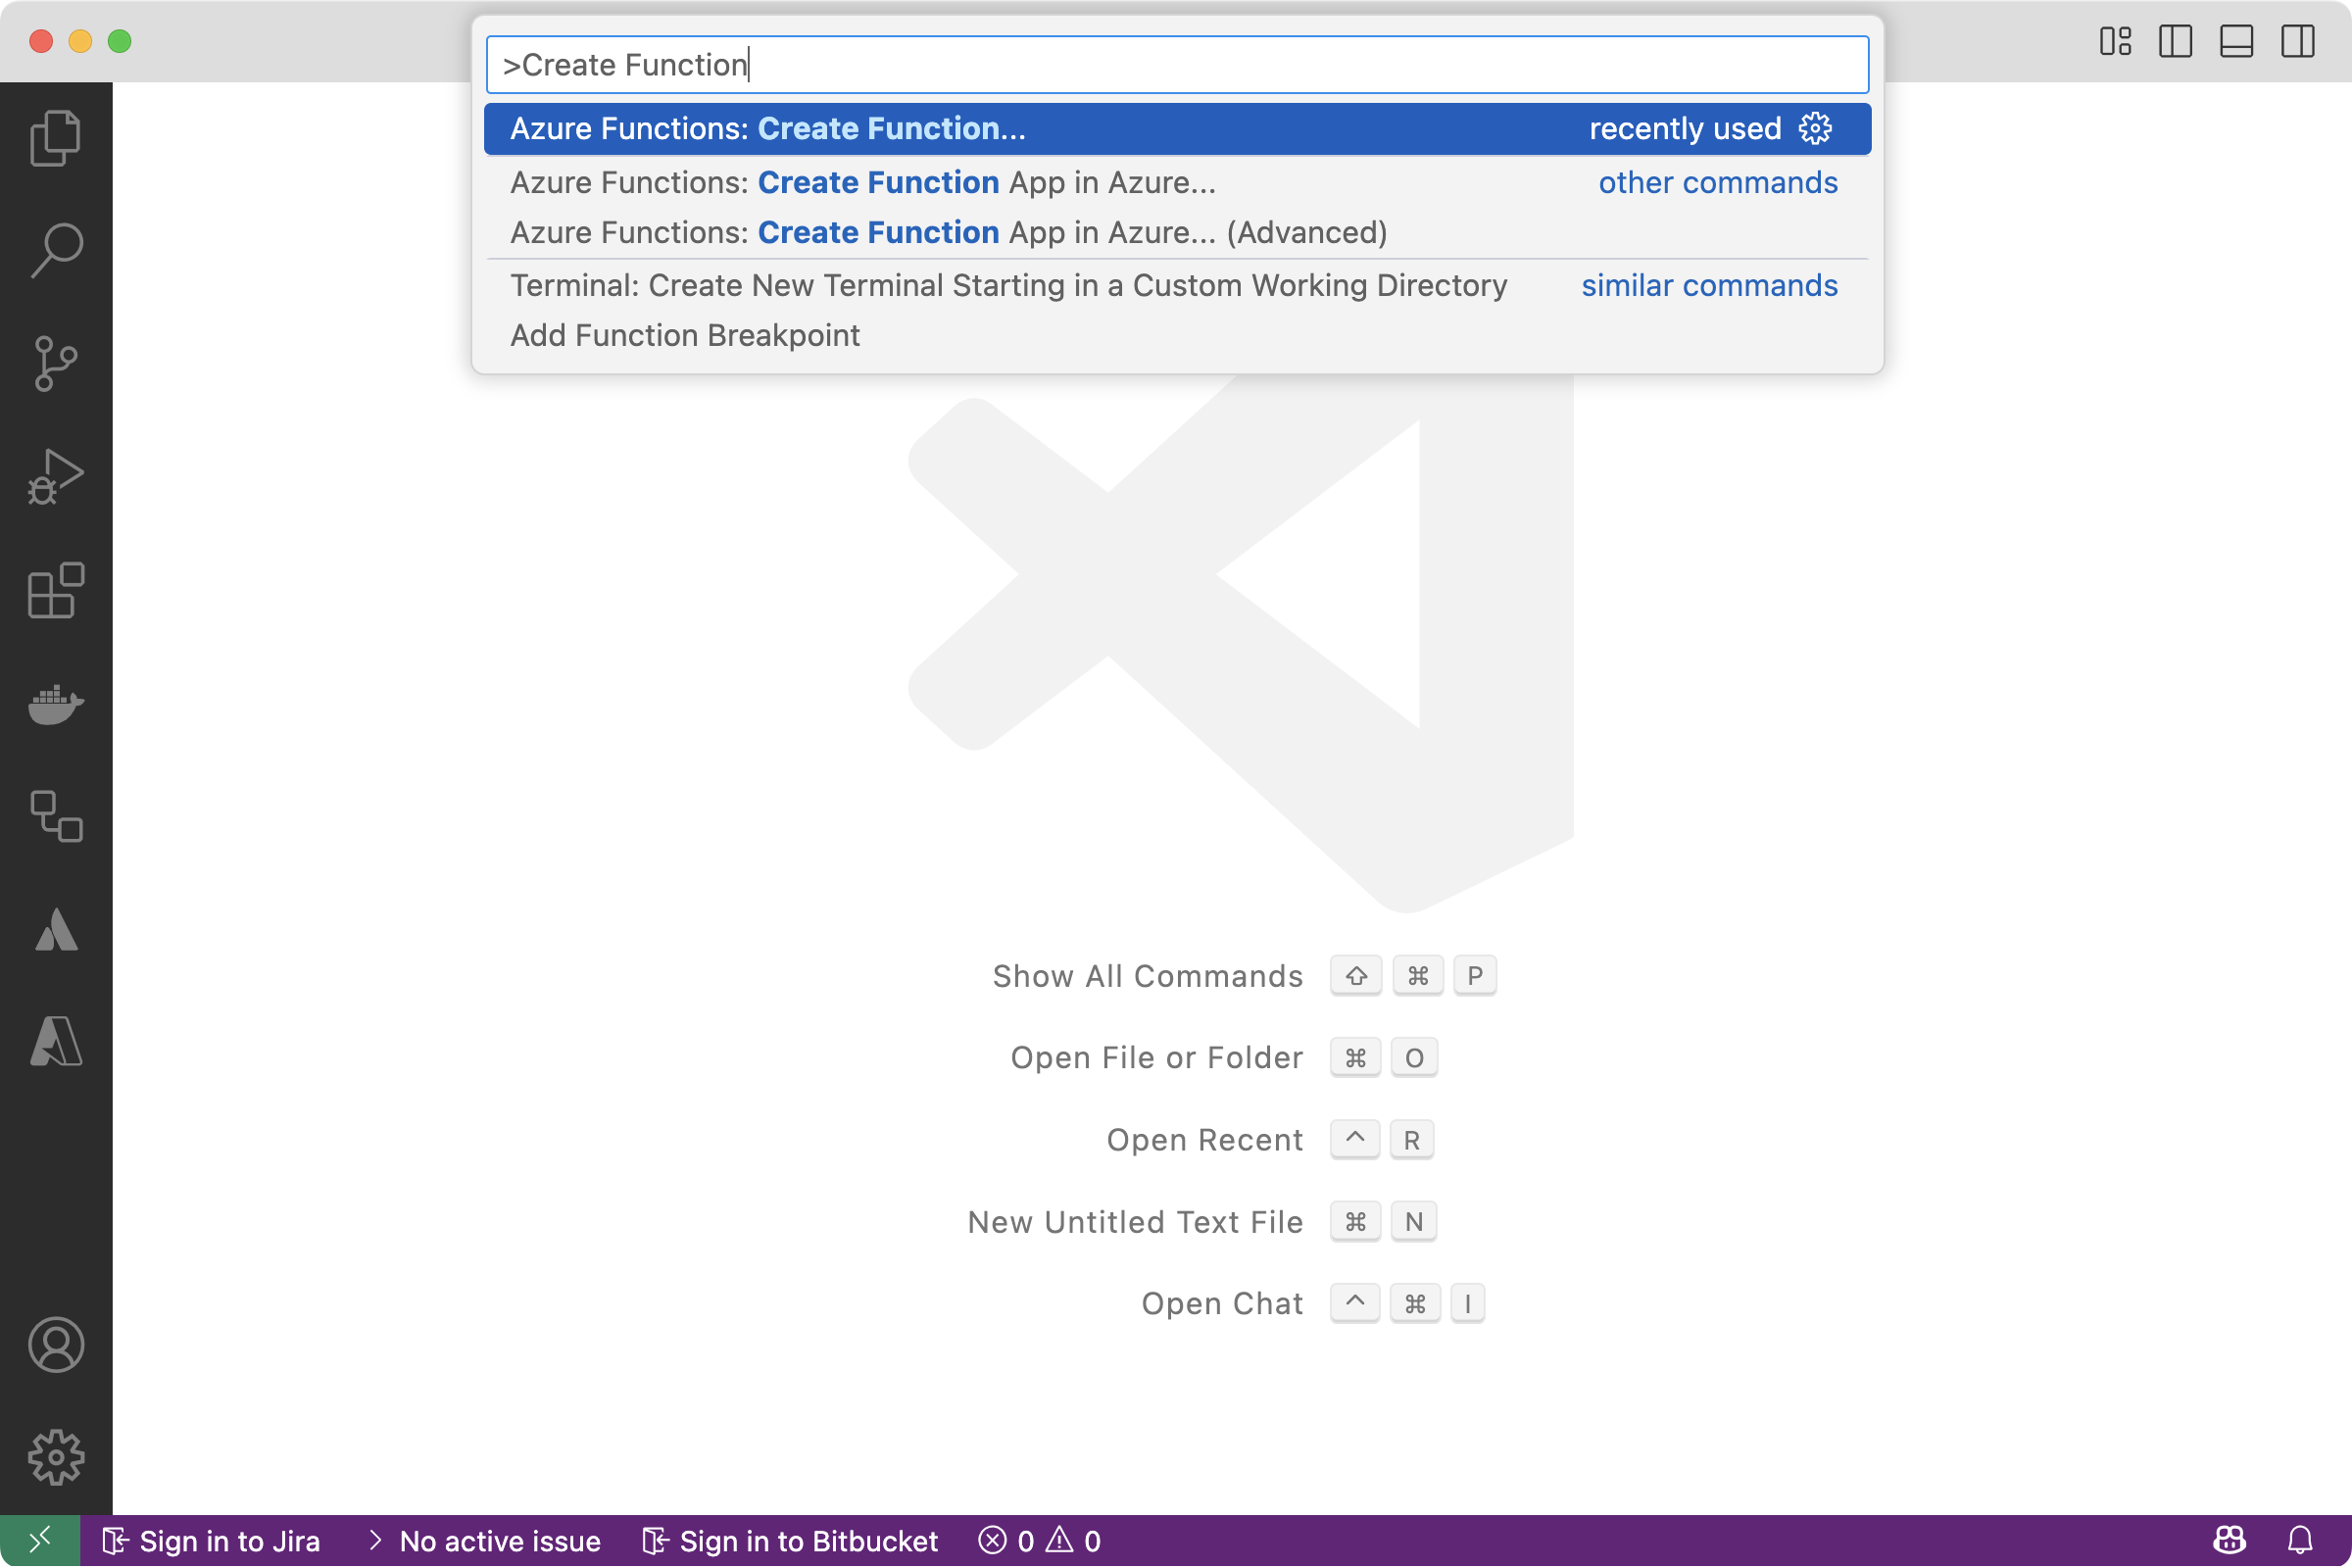 >Create Function
Azure Functions: Create Function... recently used
Azure Functions: Create Function App in Azure... other commands
Azure Functions: Create Function App in Azure... (Advanced)
Terminal: Create New Terminal Starting in a Custom Working Directory similar commands
Add Function Breakpoint
Show All Commands ⇧ ⌘ P
Open File or Folder ⌘ O
Open Recent ^ R
New Untitled Text File ⌘ N
Open Chat ^ ⌘ I
Sign in to Jira > No active issue Sign in to Bitbucket 0 0